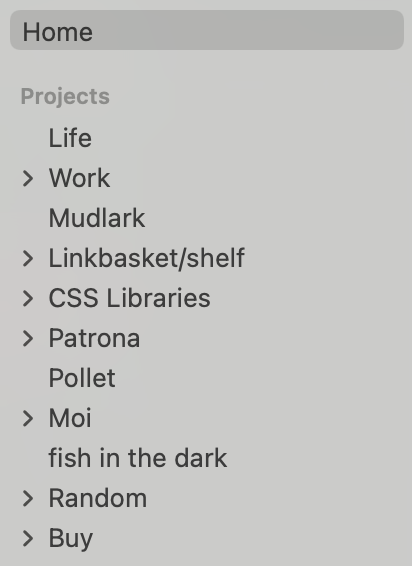 Home
Projects
Life
Work
Mudlark
Linkbasket/shelf
CSS Libraries
Patrona
Pollet
Moi
fish in the dark
Random
Buy